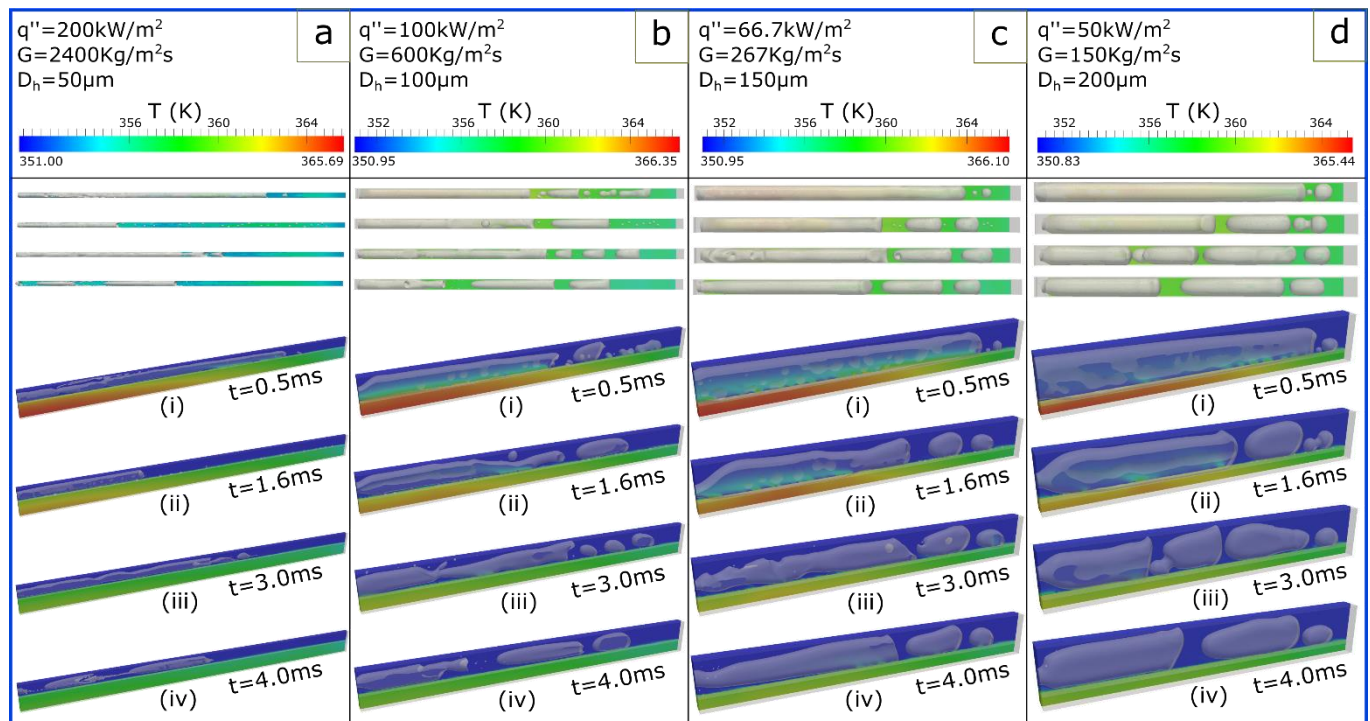 q''=200kW/m²
G=2400Kg/m²s
Dₕ=50μm
a
T (K)
356 360 364
351.00 365.69
(i) t=0.5ms
(ii) t=1.6ms
(iii) t=3.0ms
(iv) t=4.0ms
q''=100kW/m²
G=600Kg/m²s
Dₕ=100μm
b
T (K)
352 356 360 364
350.95 366.35
(i) t=0.5ms
(ii) t=1.6ms
(iii) t=3.0ms
(iv) t=4.0ms
q''=66.7kW/m²
G=267Kg/m²s
Dₕ=150μm
c
T (K)
352 356 360 364
350.95 366.10
(i) t=0.5ms
(ii) t=1.6ms
(iii) t=3.0ms
(iv) t=4.0ms
q''=50kW/m²
G=150Kg/m²s
Dₕ=200μm
d
T (K)
352 356 360 364
350.83 365.44
(i) t=0.5ms
(ii) t=1.6ms
(iii) t=3.0ms
(iv) t=4.0ms